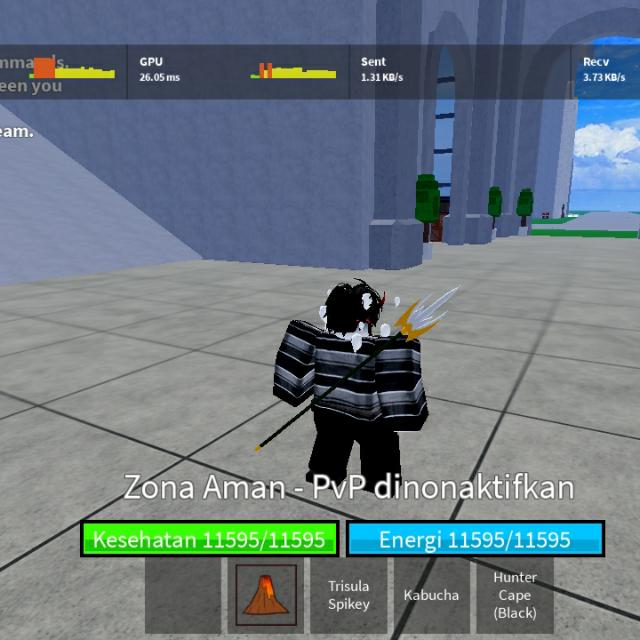 GPU
26.05 ms
Sent
1.31 KB/s
Recv
3.73 KB/s
een you
eam.
Zona Aman - PvP dinonaktifkan
Kesehatan 11595/11595
Energi 11595/11595
Trisula
Spikey
Kabucha
Hunter
Cape
(Black)